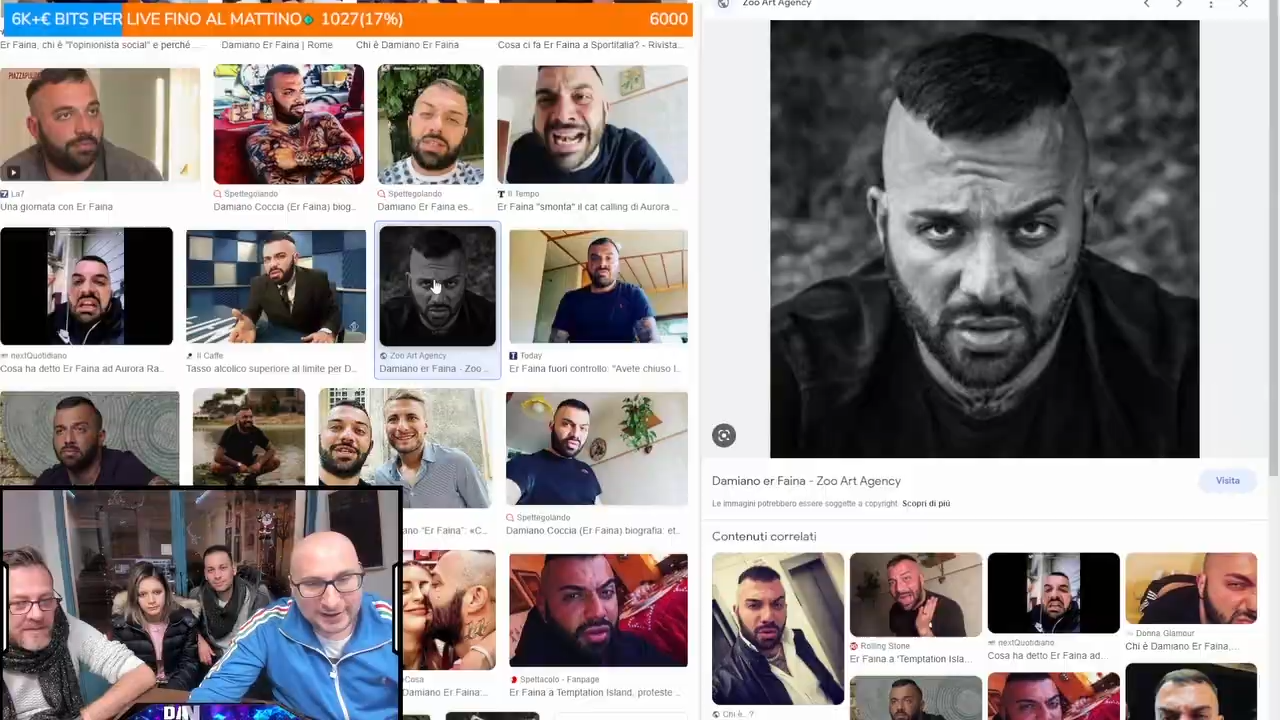 6K+€ BITS PER LIVE FINO AL MATTINO 1027(17%) 6000
Zoo Art Agency
Er Faina, chi è "l'opinionista social" e perché ...
Damiano Er Faina | Rome
Chi è Damiano Er Faina
Cosa ci fa Er Faina a Sportitalia? - Rivista...
La7
Una giornata con Er Faina
Spettegolando
Damiano Coccia (Er Faina) biog...
Spettegolando
Damiano Er Faina es...
Il Tempo
Er Faina "smonta" il cat calling di Aurora ...
nextQuotidiano
Cosa ha detto Er Faina ad Aurora Ra...
Il Caffe
Tasso alcolico superiore al limite per D...
Zoo Art Agency
Damiano er Faina - Zoo ...
Today
Er Faina fuori controllo: "Avete chiuso l...
ano "Er Faina": «C...
Spettegolando
Damiano Coccia (Er Faina) biografia: et...
Cosa
Damiano Er Faina:...
Spettacolo - Fanpage
Er Faina a Temptation Island, proteste ...
Damiano er Faina - Zoo Art Agency
Visita
Le immagini potrebbero essere soggette a copyright. Scopri di più
Contenuti correlati
Chi è.. ?
Rolling Stone
Er Faina a 'Temptation Isla...
nextQuotidiano
Cosa ha detto Er Faina ad...
Donna Glamour
Chi è Damiano Er Faina,...